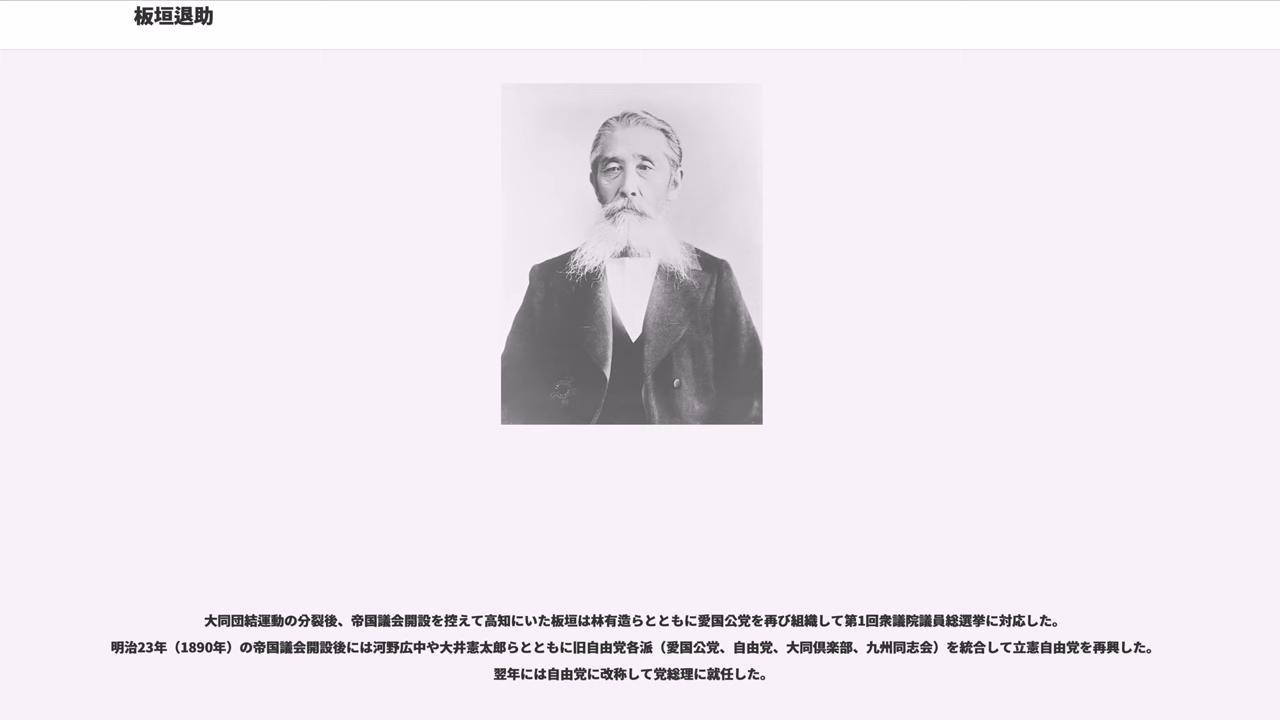 板垣退助
大同団結運動の分裂後、帝国議会開設を控えて高知にいた板垣は林有造らとともに愛国公党を再び組織して第1回衆議院議員総選挙に対応した。
明治23年（1890年）の帝国議会開設後には河野広中や大井憲太郎らとともに旧自由党各派（愛国公党、自由党、大同倶楽部、九州同志会）を統合して立憲自由党を再興した。
翌年には自由党に改称して党総理に就任した。